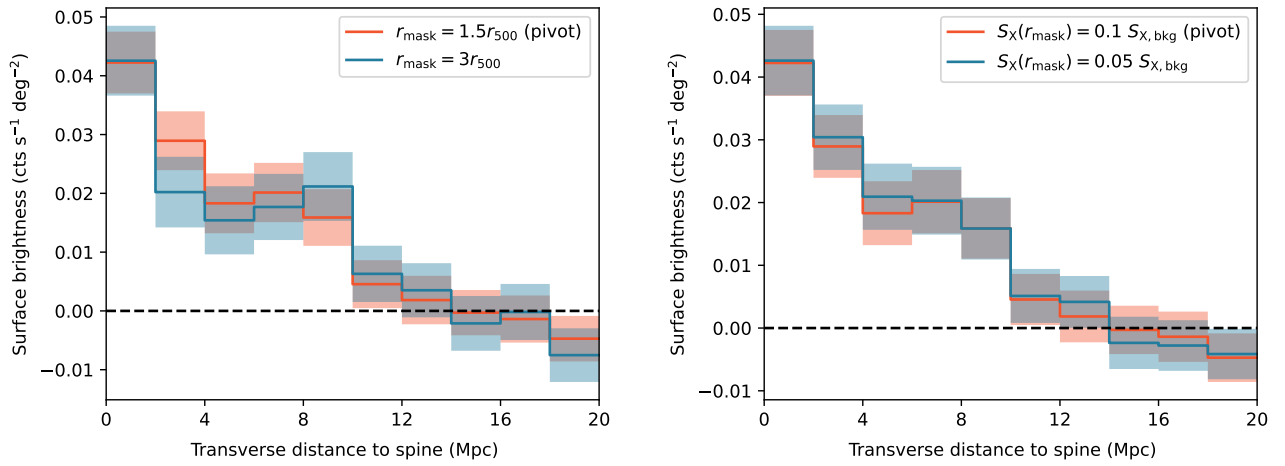 Surface brightness (cts s⁻¹ deg⁻²)
0.05
0.04
0.03
0.02
0.01
0.00
−0.01
r_mask = 1.5r_500 (pivot)
r_mask = 3r_500
0 4 8 12 16 20
Transverse distance to spine (Mpc)
Surface brightness (cts s⁻¹ deg⁻²)
0.05
0.04
0.03
0.02
0.01
0.00
−0.01
S_X(r_mask) = 0.1 S_X, bkg (pivot)
S_X(r_mask) = 0.05 S_X, bkg
0 4 8 12 16 20
Transverse distance to spine (Mpc)